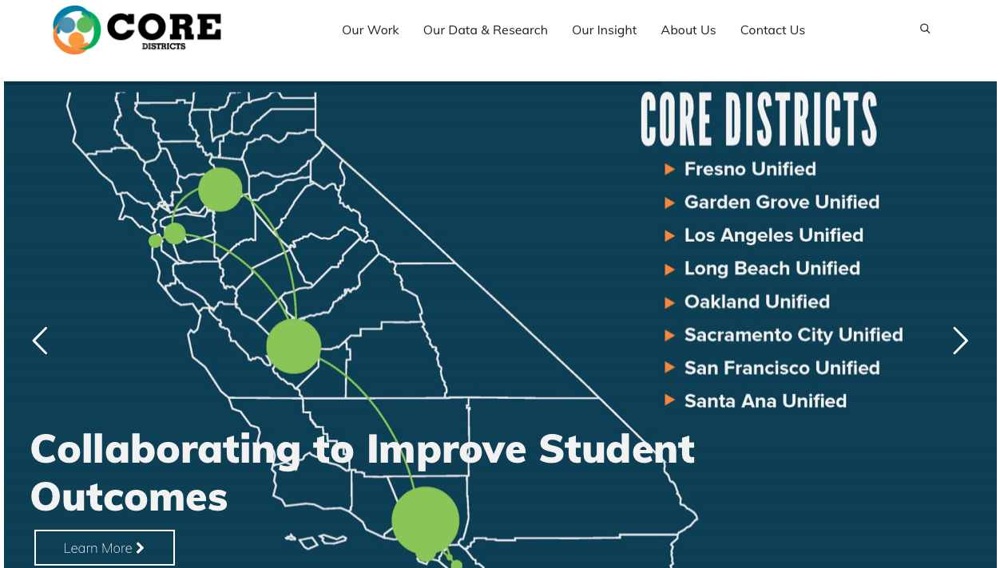 CORE
DISTRICTS
Our Work
Our Data & Research
Our Insight
About Us
Contact Us
CORE DISTRICTS
Fresno Unified
Garden Grove Unified
Los Angeles Unified
Long Beach Unified
Oakland Unified
Sacramento City Unified
San Francisco Unified
Santa Ana Unified
Collaborating to Improve Student
Outcomes
Learn More